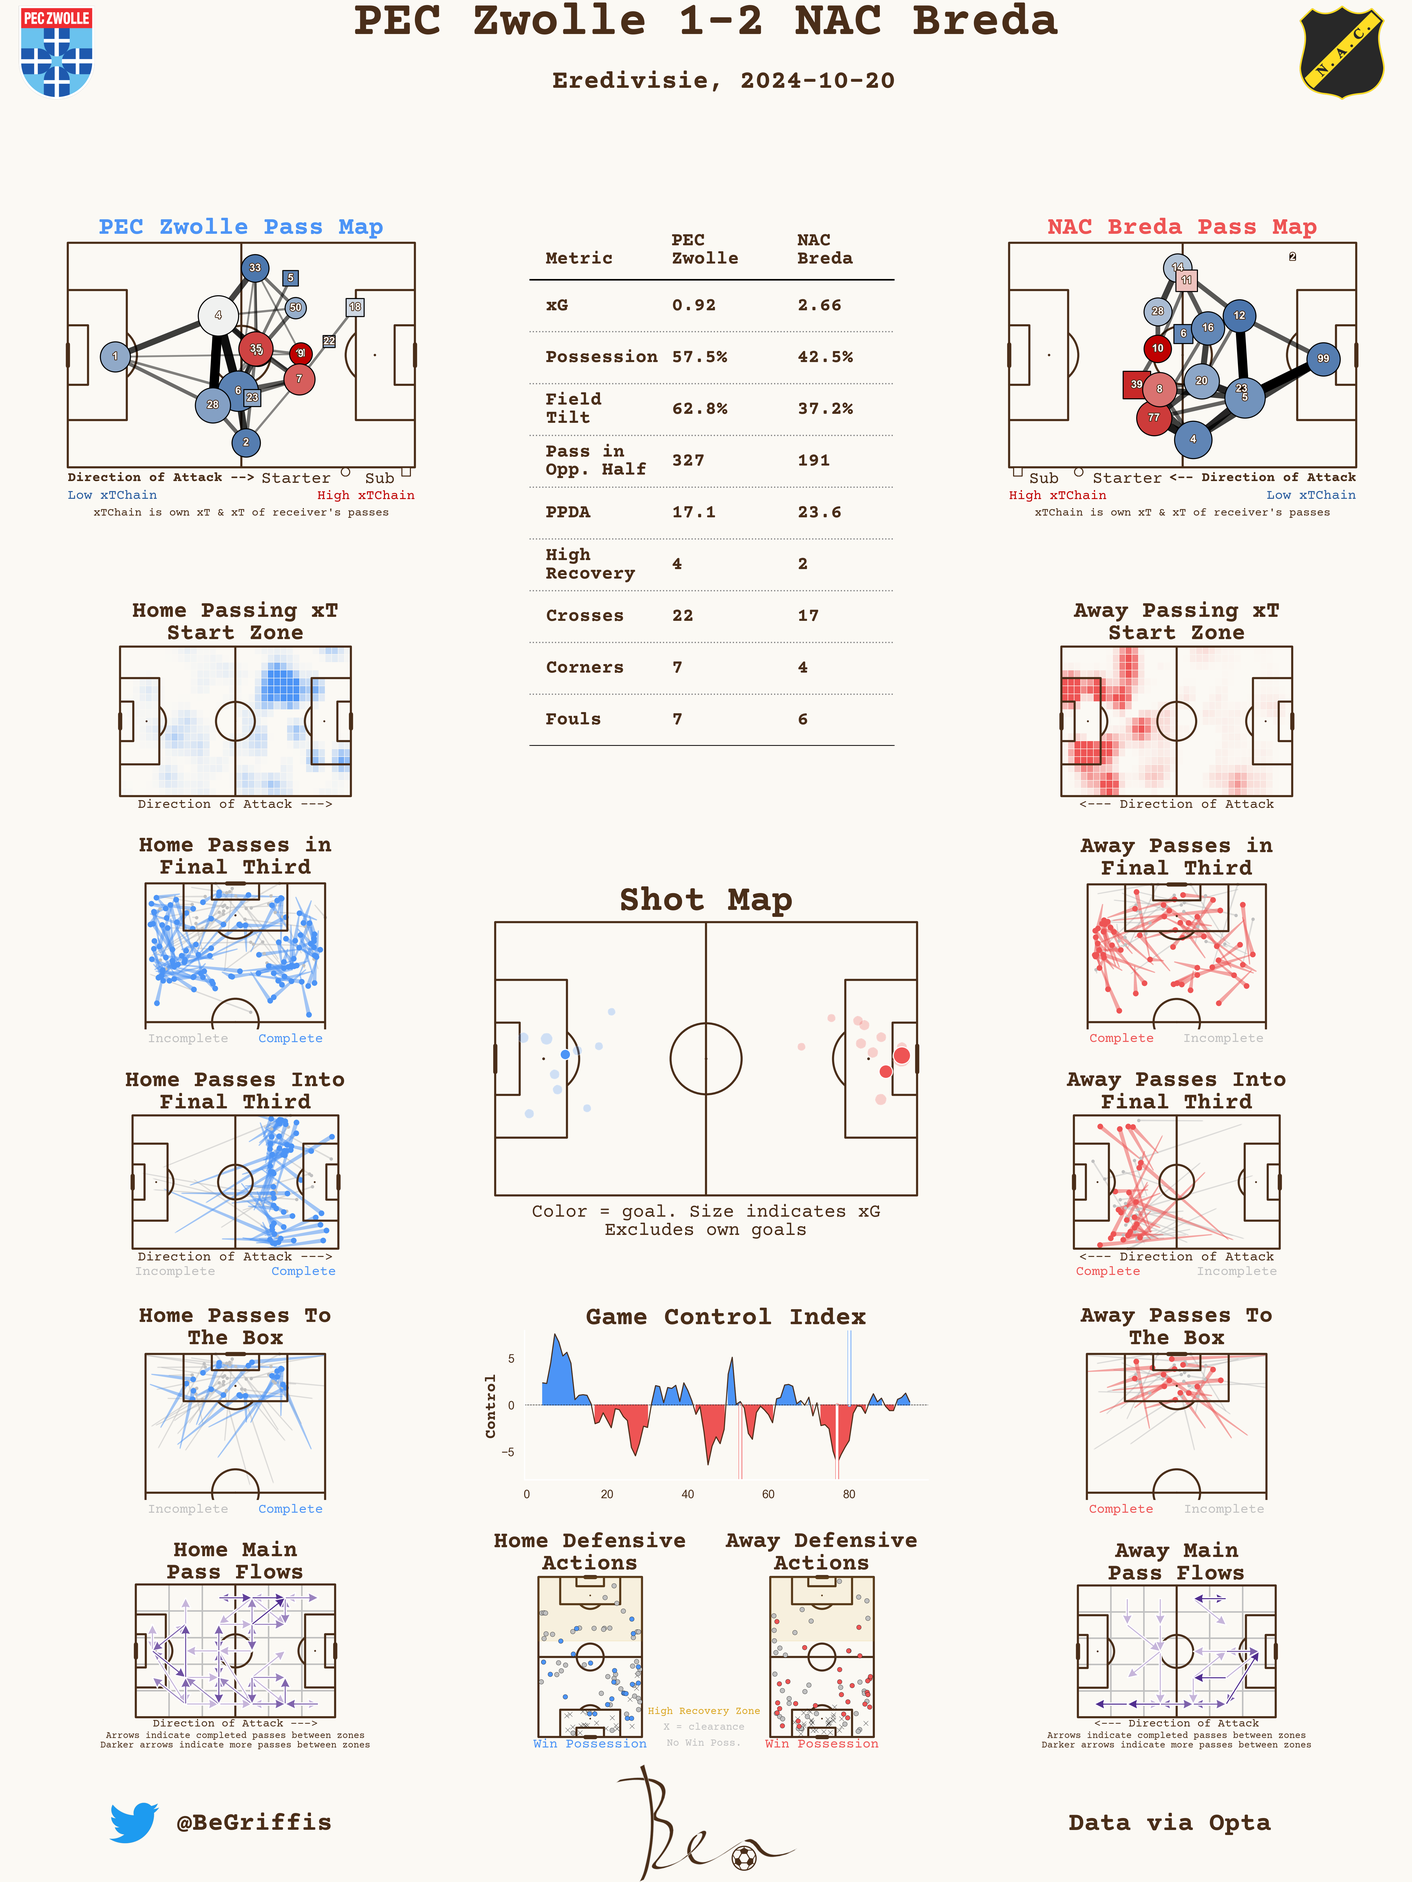 PEC Zwolle 1-2 NAC Breda
PEC ZWOLLE
N.A.C.
Eredivisie, 2024-10-20
PEC Zwolle Pass Map
33
5
50
18
4
35
9
22
1
7
6
23
28
2
Direction of Attack --> Starter Sub
Low xTChain High xTChain
xTChain is own xT & xT of receiver's passes
Metric PEC Zwolle NAC Breda
xG 0.92 2.66
Possession 57.5% 42.5%
Field Tilt 62.8% 37.2%
Pass in Opp. Half 327 191
PPDA 17.1 23.6
High Recovery 4 2
Crosses 22 17
Corners 7 4
Fouls 7 6
NAC Breda Pass Map
2
14
11
28
12
16
6
10
99
39
8
20
23
5
77
4
Sub Starter <-- Direction of Attack
High xTChain Low xTChain
xTChain is own xT & xT of receiver's passes
Home Passing xT
Start Zone
Direction of Attack --->
Away Passing xT
Start Zone
<--- Direction of Attack
Home Passes in
Final Third
Incomplete Complete
Away Passes in
Final Third
Complete Incomplete
Shot Map
Color = goal. Size indicates xG
Excludes own goals
Home Passes Into
Final Third
Direction of Attack --->
Incomplete Complete
Away Passes Into
Final Third
<--- Direction of Attack
Complete Incomplete
Home Passes To
The Box
Incomplete Complete
Game Control Index
Control
5
0
−5
0 20 40 60 80
Away Passes To
The Box
Complete Incomplete
Home Main
Pass Flows
Direction of Attack --->
Arrows indicate completed passes between zones
Darker arrows indicate more passes between zones
Home Defensive
Actions
Win Possession
High Recovery Zone
X = clearance
No Win Poss.
Away Defensive
Actions
Win Possession
Away Main
Pass Flows
<--- Direction of Attack
Arrows indicate completed passes between zones
Darker arrows indicate more passes between zones
@BeGriffis
Ben
Data via Opta